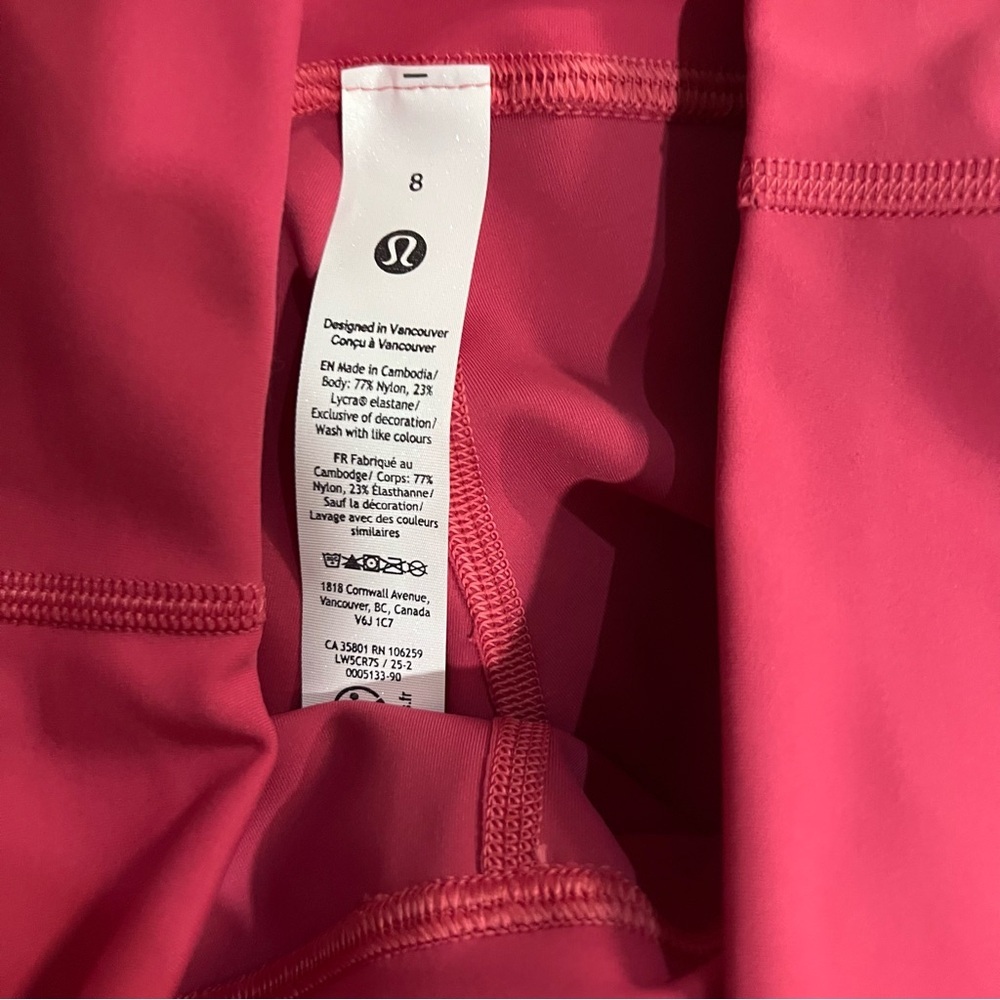 8
Designed in Vancouver
Conçu à Vancouver
EN Made in Cambodia/
Body: 77% Nylon, 23%
Lycra® elastane/
Exclusive of decoration/
Wash with like colours
FR Fabriqué au
Cambodge/ Corps: 77%
Nylon, 23% Élasthanne/
Sauf la décoration/
Lavage avec des couleurs
similaires
1818 Cornwall Avenue,
Vancouver, BC, Canada
V6J 1C7
CA 35801 RN 106259
LW5CR7S / 25-2
0005133-90